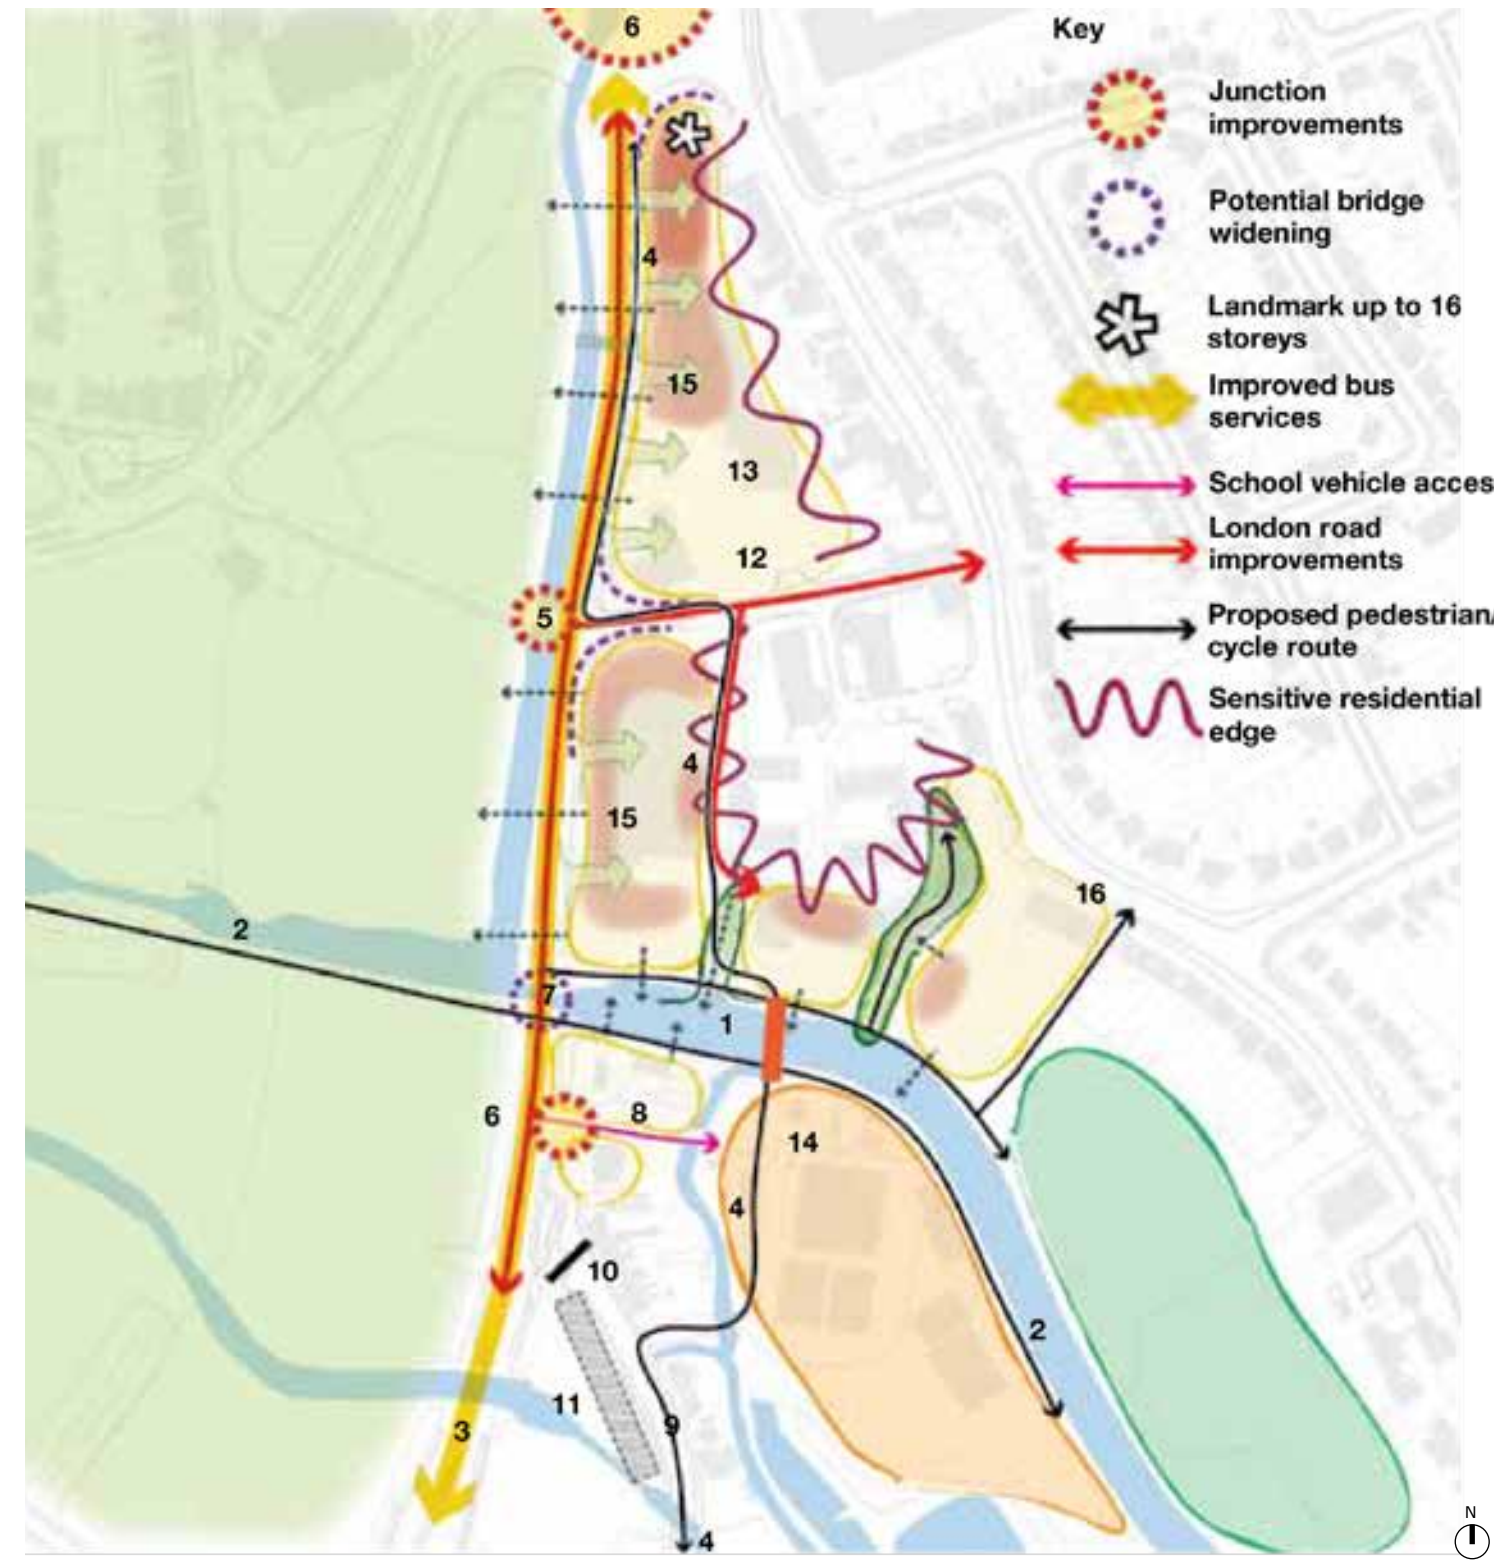 6
Key
Junction
improvements
Potential bridge
widening
4
Landmark up to 16
storeys
15
Improved bus
services
13
School vehicle acces
12
London road
improvements
5
Proposed pedestrian/
cycle route
Sensitive residential
edge
4
15
16
2
7
1
6
8
14
4
10
2
11
9
3
4
N